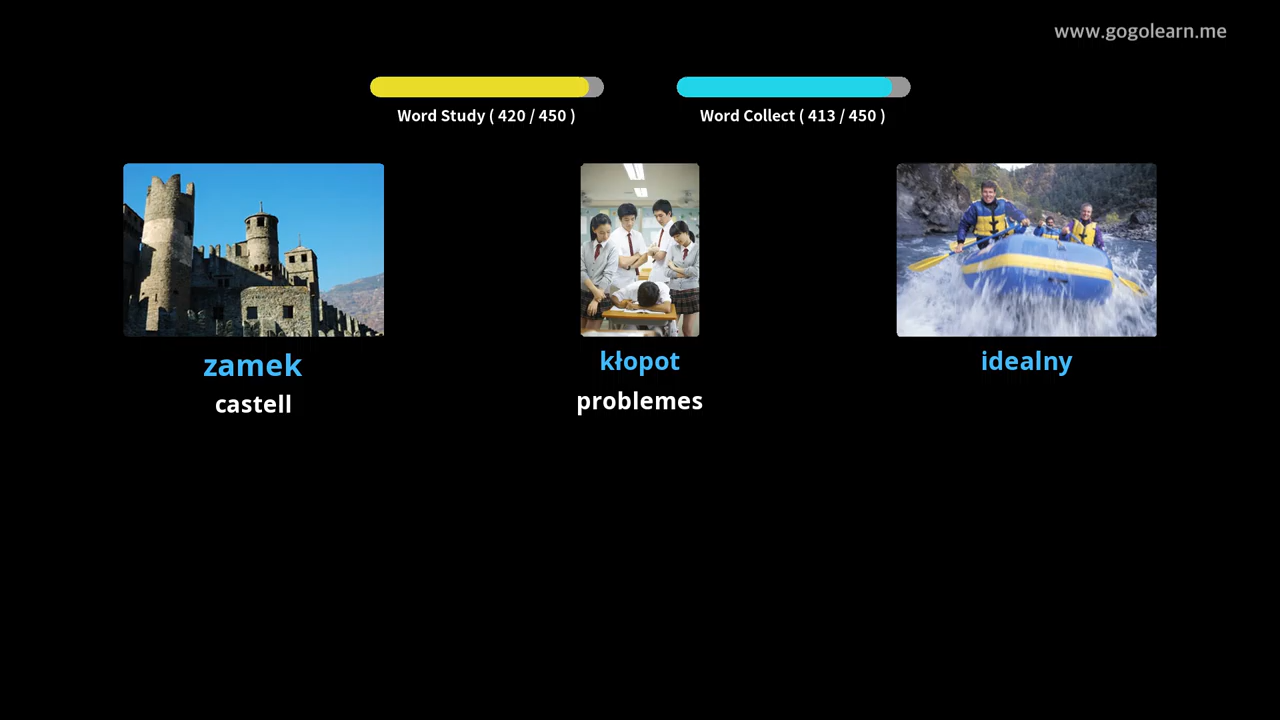 www.gogolearn.me
Word Study ( 420 / 450 )
Word Collect ( 413 / 450 )
zamek
castell
kłopot
problemes
idealny